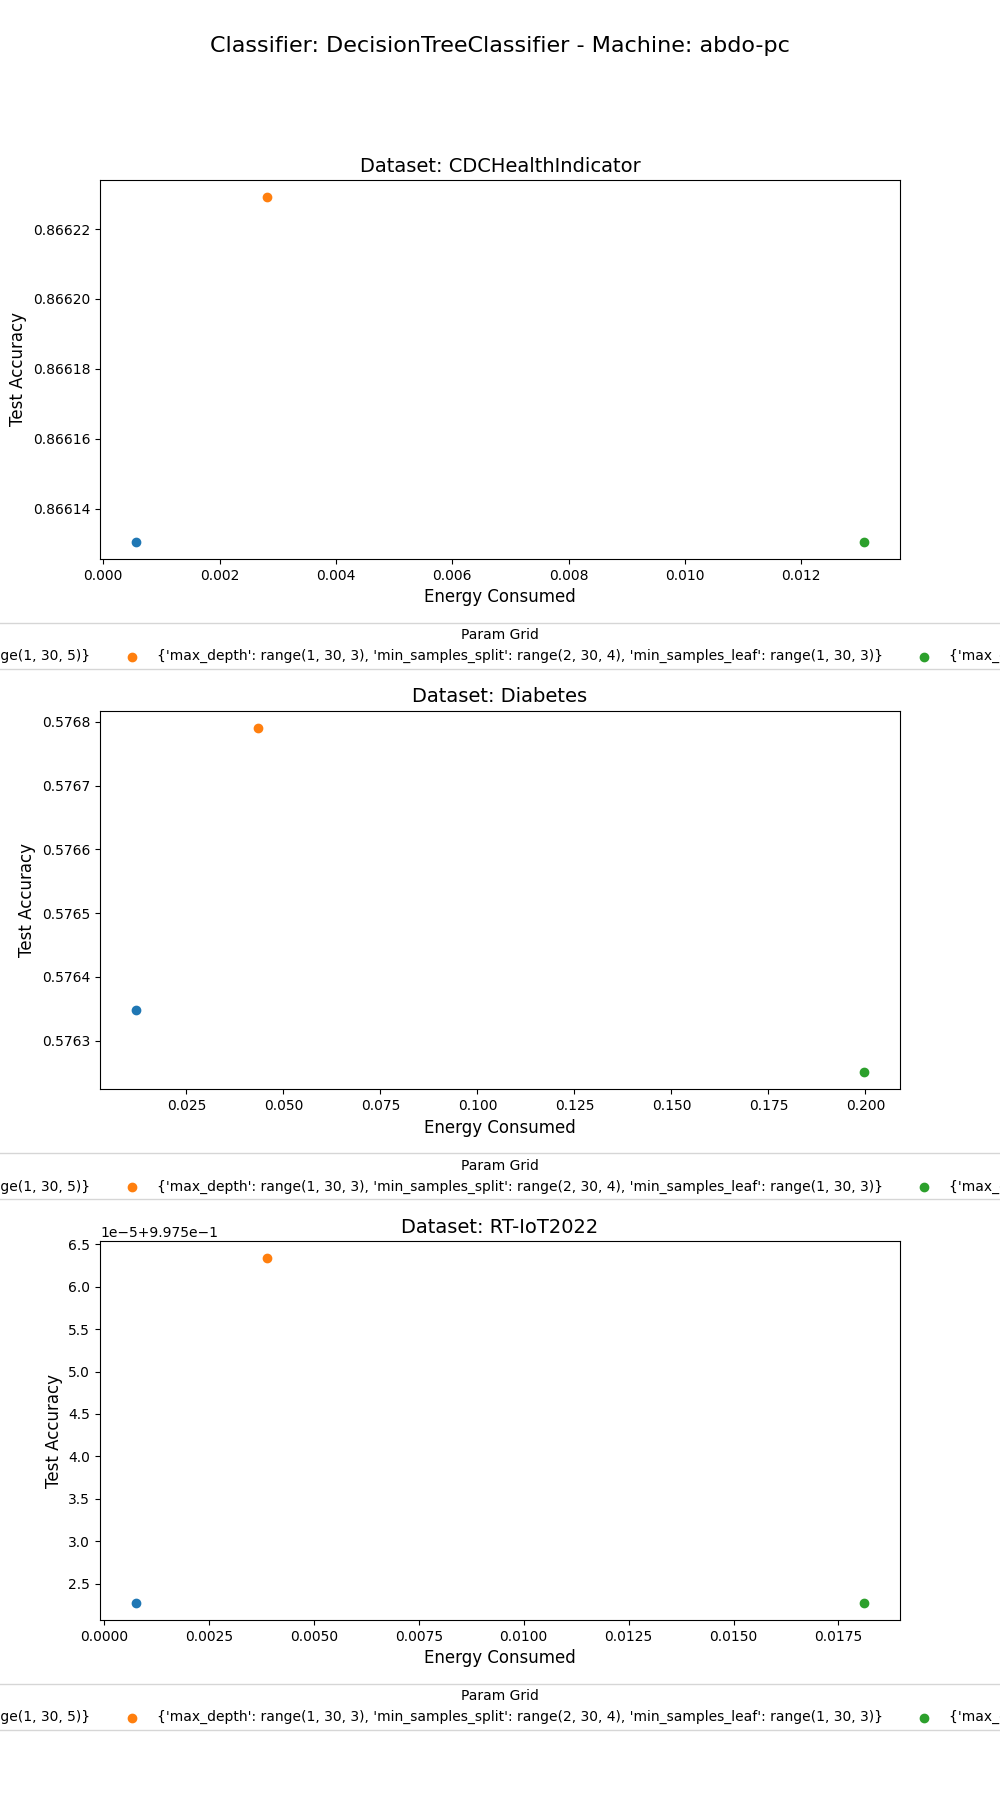 Classifier: DecisionTreeClassifier - Machine: abdo-pc
Dataset: CDCHealthIndicator
0.86622
0.86620
0.86618
0.86616
0.86614
Test Accuracy
0.000 0.002 0.004 0.006 0.008 0.010 0.012
Energy Consumed
Param Grid
ge(1, 30, 5)} {'max_depth': range(1, 30, 3), 'min_samples_split': range(2, 30, 4), 'min_samples_leaf': range(1, 30, 3)} {'max_
Dataset: Diabetes
0.5768
0.5767
0.5766
0.5765
0.5764
0.5763
Test Accuracy
0.025 0.050 0.075 0.100 0.125 0.150 0.175 0.200
Energy Consumed
Param Grid
ge(1, 30, 5)} {'max_depth': range(1, 30, 3), 'min_samples_split': range(2, 30, 4), 'min_samples_leaf': range(1, 30, 3)} {'max_
Dataset: RT-IoT2022
1e−5+9.975e−1
6.5
6.0
5.5
5.0
4.5
4.0
3.5
3.0
2.5
Test Accuracy
0.0000 0.0025 0.0050 0.0075 0.0100 0.0125 0.0150 0.0175
Energy Consumed
Param Grid
ge(1, 30, 5)} {'max_depth': range(1, 30, 3), 'min_samples_split': range(2, 30, 4), 'min_samples_leaf': range(1, 30, 3)} {'max_